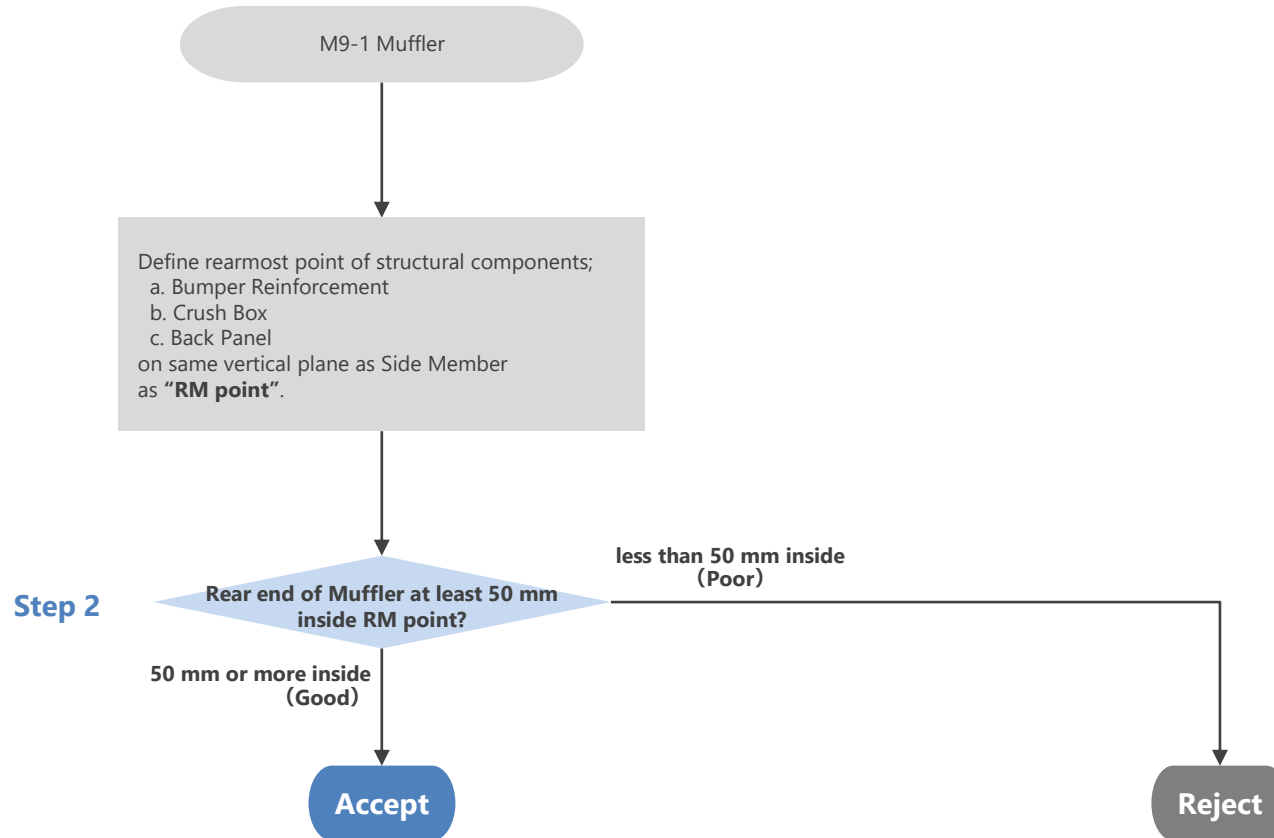 M9-1 Muffler
Define rearmost point of structural components;
a. Bumper Reinforcement
b. Crush Box
c. Back Panel
on same vertical plane as Side Member
as “RM point”.
Step 2
Rear end of Muffler at least 50 mm
inside RM point?
less than 50 mm inside
（Poor）
50 mm or more inside
（Good）
Accept
Reject